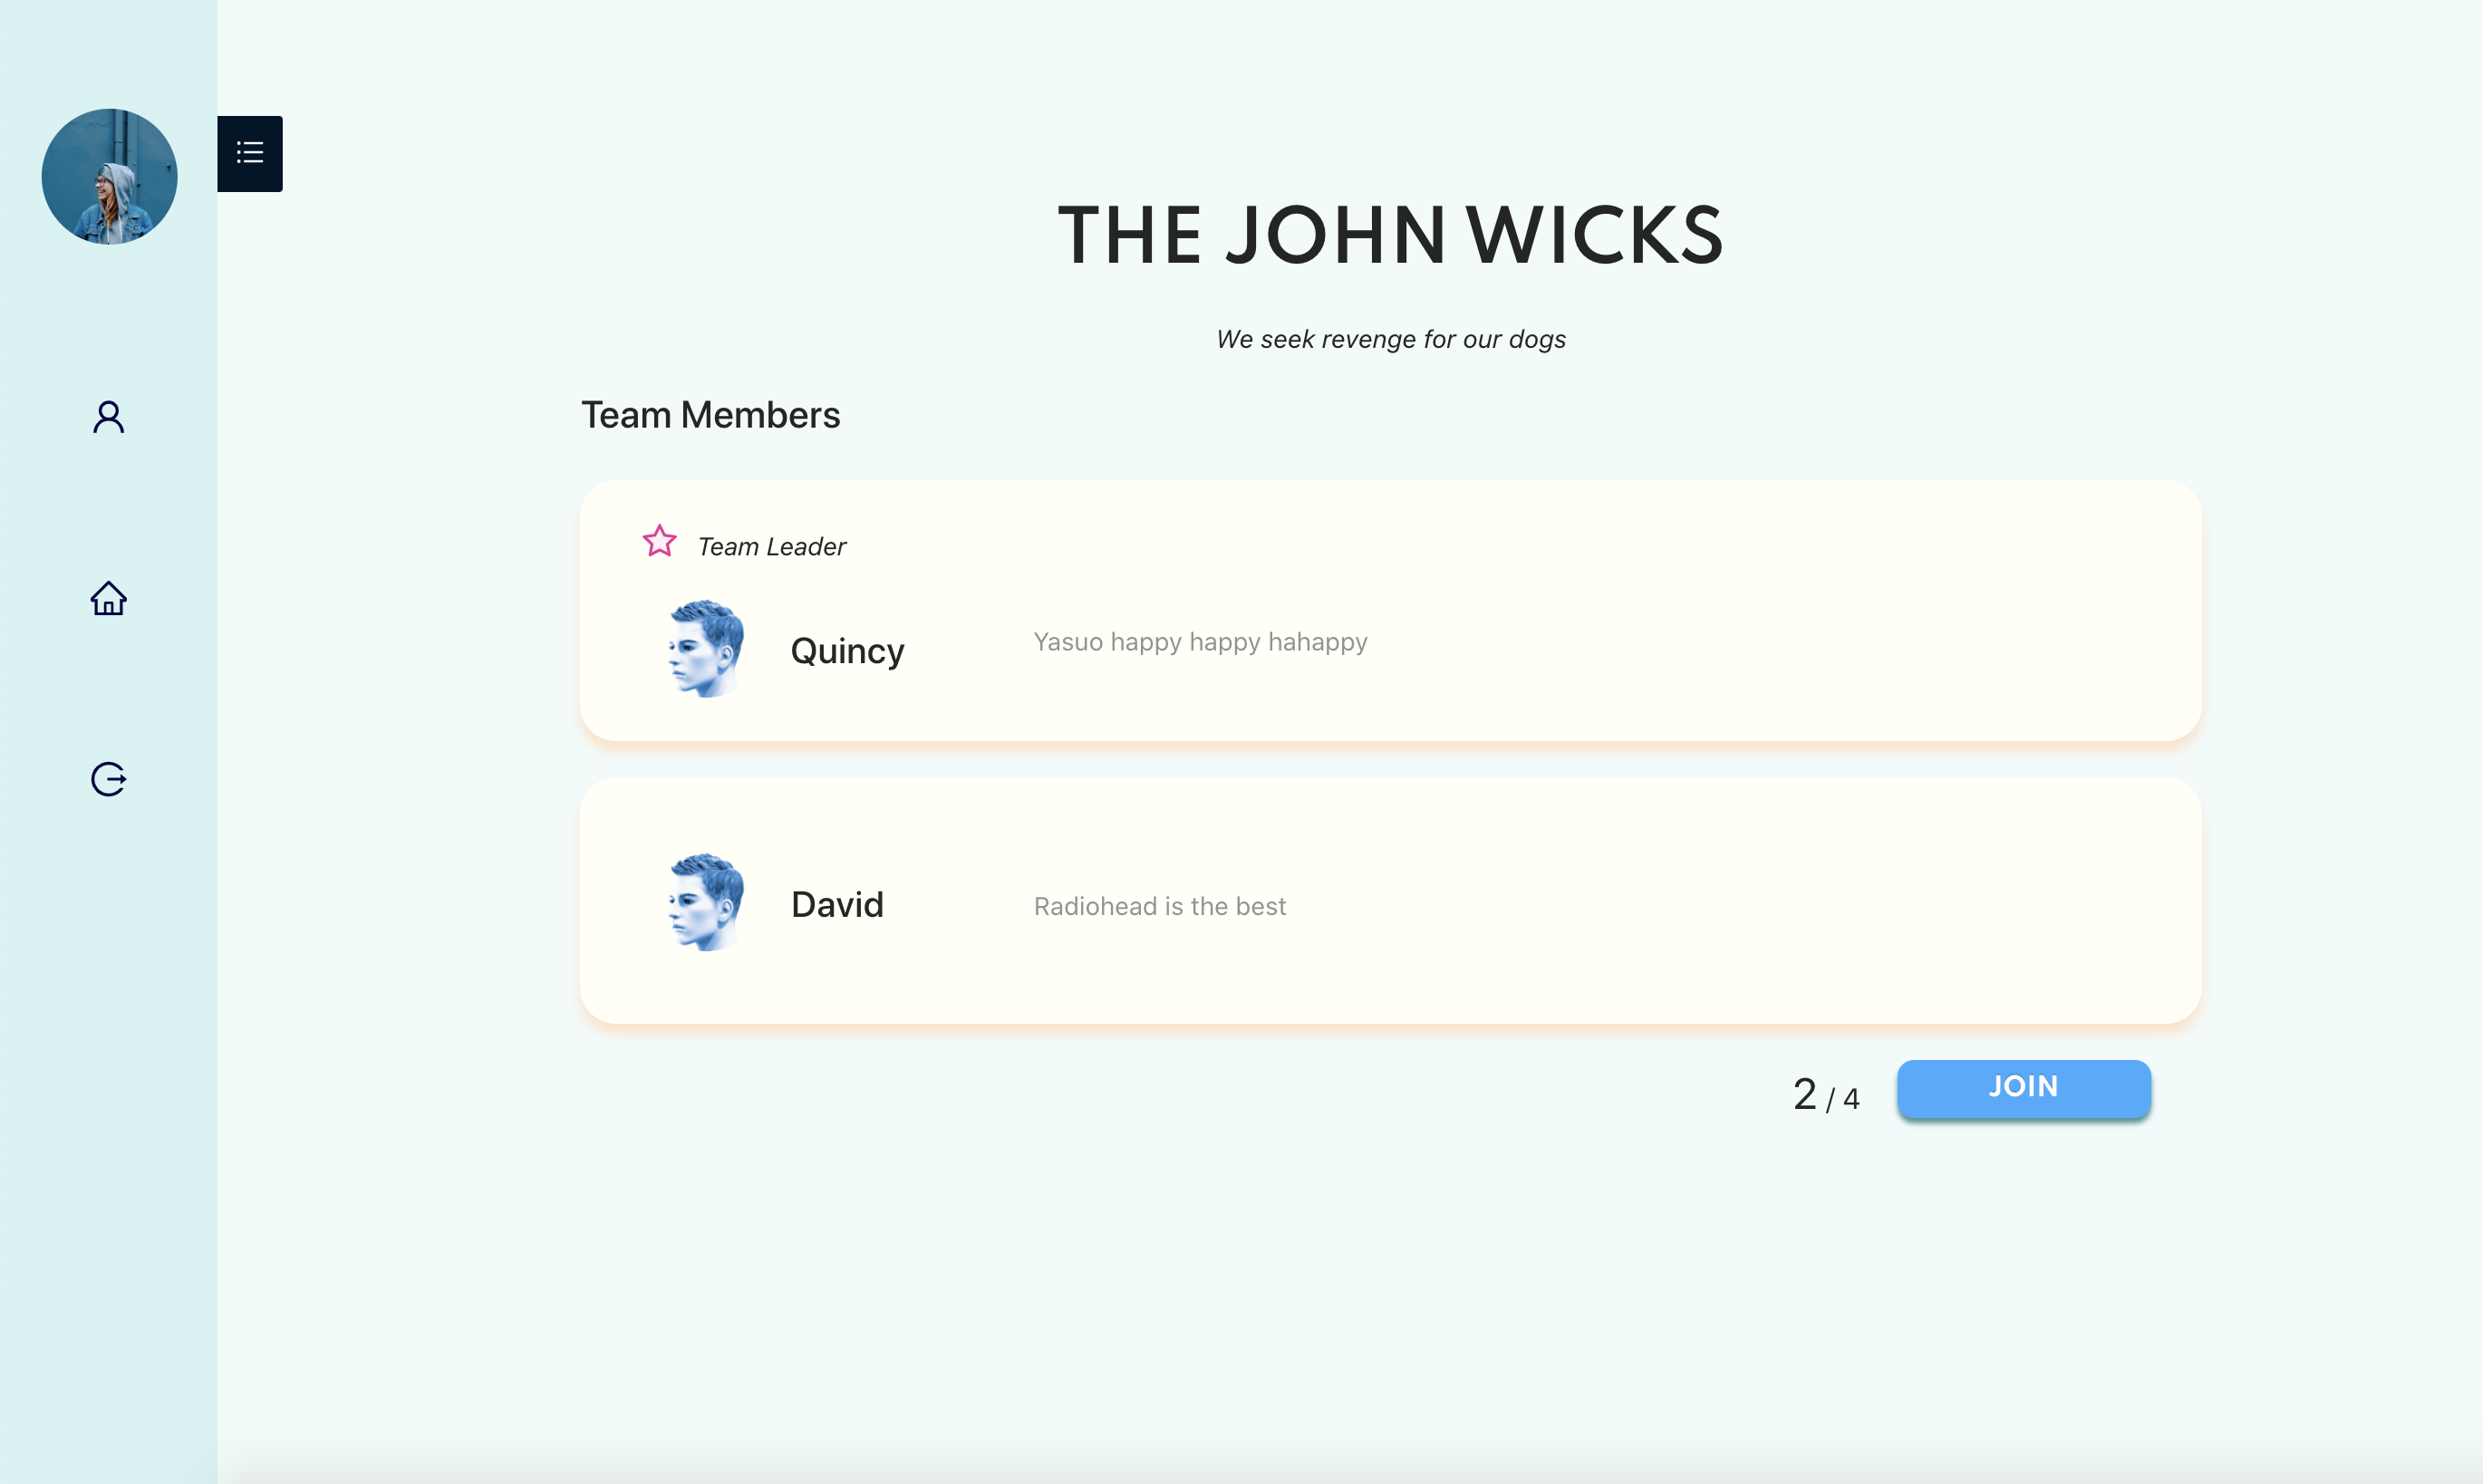 THE JOHN WICKS
We seek revenge for our dogs
Team Members
Team Leader
Quincy
Yasuo happy happy hahappy
David
Radiohead is the best
2 / 4
JOIN